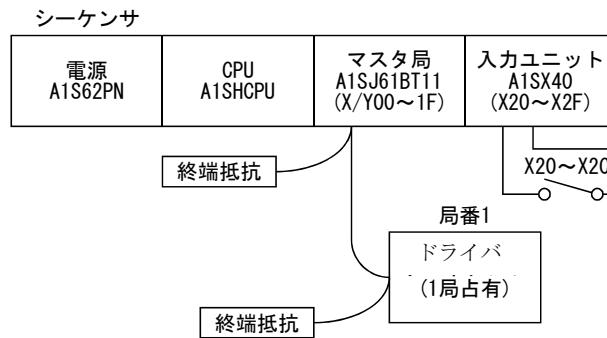 シーケンサ
電源
A1S62PN
CPU
A1SHCPU
マスタ局
A1SJ61BT11
(X/Y00～1F)
入力ユニット
A1SX40
(X20～X2F)
終端抵抗
X20～X20
局番1
ドライバ
(1局占有)
終端抵抗